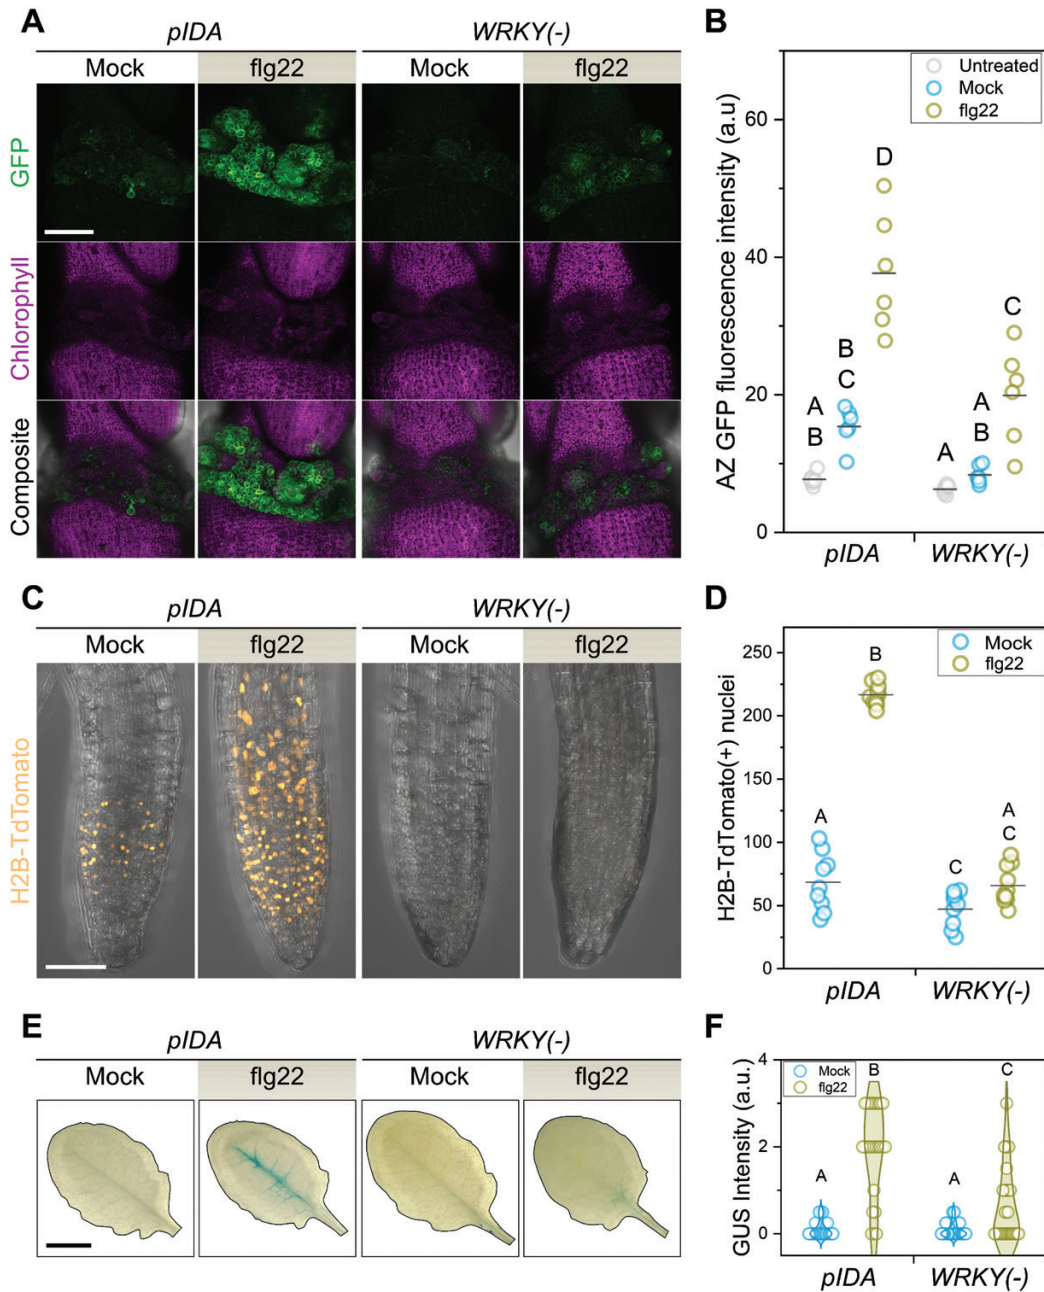 A
pIDA WRKY(-)
Mock flg22 Mock flg22
GFP
Chlorophyll
Composite
B
AZ GFP fluorescence intensity (a.u)
Untreated
Mock
flg22
60
40
20
0
A
B
B
C
D
A
A
B
C
pIDA WRKY(-)
C
pIDA WRKY(-)
Mock flg22 Mock flg22
H2B-TdTomato
D
H2B-TdTomato(+) nuclei
Mock
flg22
250
200
150
100
50
0
A
B
C
A
C
pIDA WRKY(-)
E
pIDA WRKY(-)
Mock flg22 Mock flg22
F
GUS Intensity (a.u.)
Mock
flg22
4
2
0
A
B
A
C
pIDA WRKY(-)